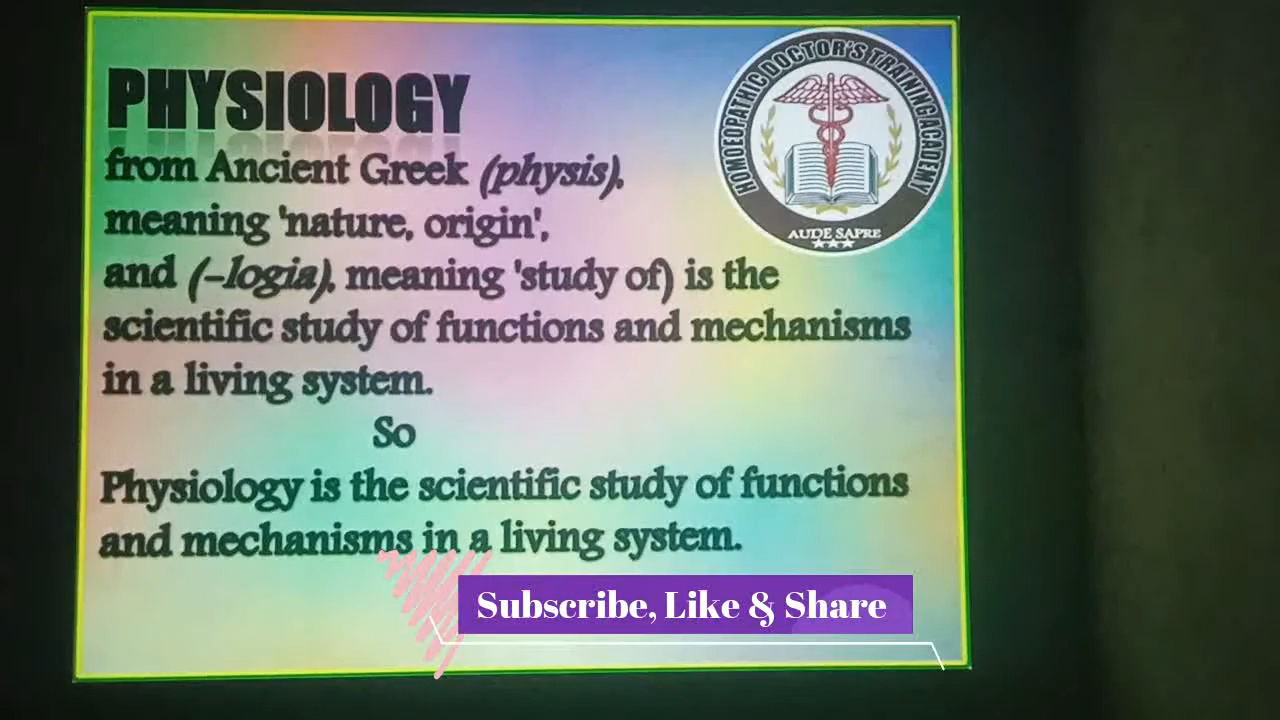 PHYSIOLOGY
from Ancient Greek (physis),
meaning 'nature, origin',
and (-logia), meaning 'study of) is the
scientific study of functions and mechanisms
in a living system.
So
Physiology is the scientific study of functions
and mechanisms in a living system.
HOMOEOPATHIC DOCTOR'S TRAINING ACADEMY
AUDE SAPRE
Subscribe, Like & Share